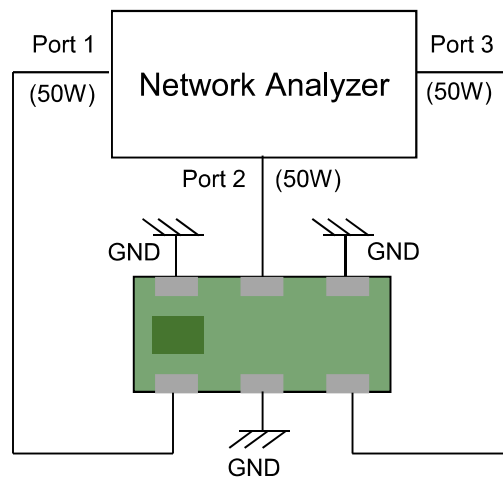 Port 1
Port 3
Network Analyzer
(50W)
(50W)
Port 2 (50W)
GND
GND
GND